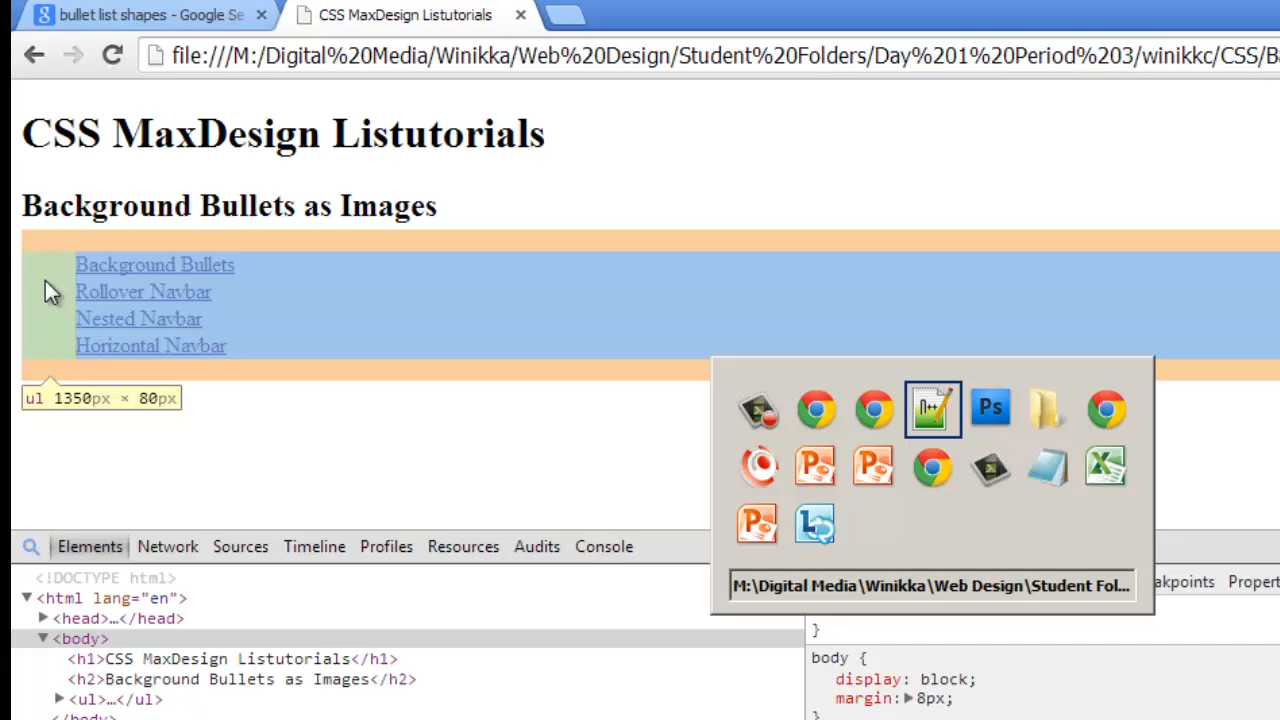 bullet list shapes - Google Se
CSS MaxDesign Listutorials
file:///M:/Digital%20Media/Winikka/Web%20Design/Student%20Folders/Day%201%20Period%203/winikkc/CSS/B
CSS MaxDesign Listutorials
Background Bullets as Images
Background Bullets
Rollover Navbar
Nested Navbar
Horizontal Navbar
ul 1350px × 80px
M:\Digital Media\Winikka\Web Design\Student Fol...
Elements Network Sources Timeline Profiles Resources Audits Console
akpoints Propert
<!DOCTYPE html>
<html lang="en">
<head>…</head>
<body>
<h1>CSS MaxDesign Listutorials</h1>
<h2>Background Bullets as Images</h2>
<ul>…</ul>
</body>
}
body {
display: block;
margin: 8px;
}